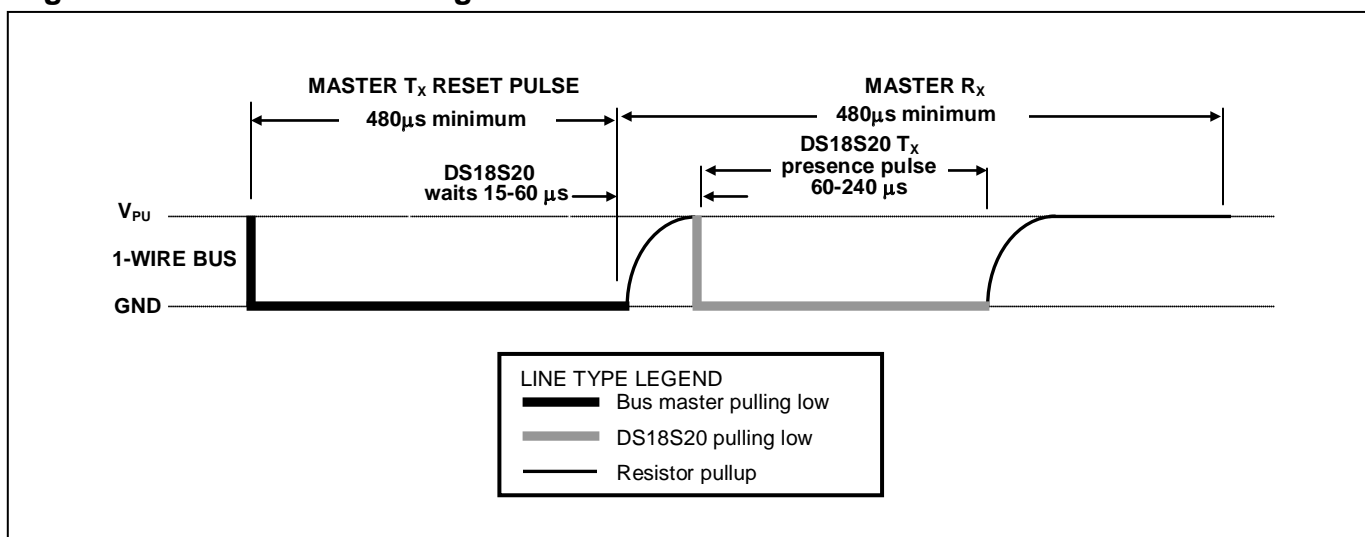 MASTER TX RESET PULSE
480µs minimum
MASTER RX
480µs minimum
DS18S20
waits 15-60 µs
DS18S20 TX
presence pulse
60-240 µs
VPU
1-WIRE BUS
GND
LINE TYPE LEGEND
Bus master pulling low
DS18S20 pulling low
Resistor pullup